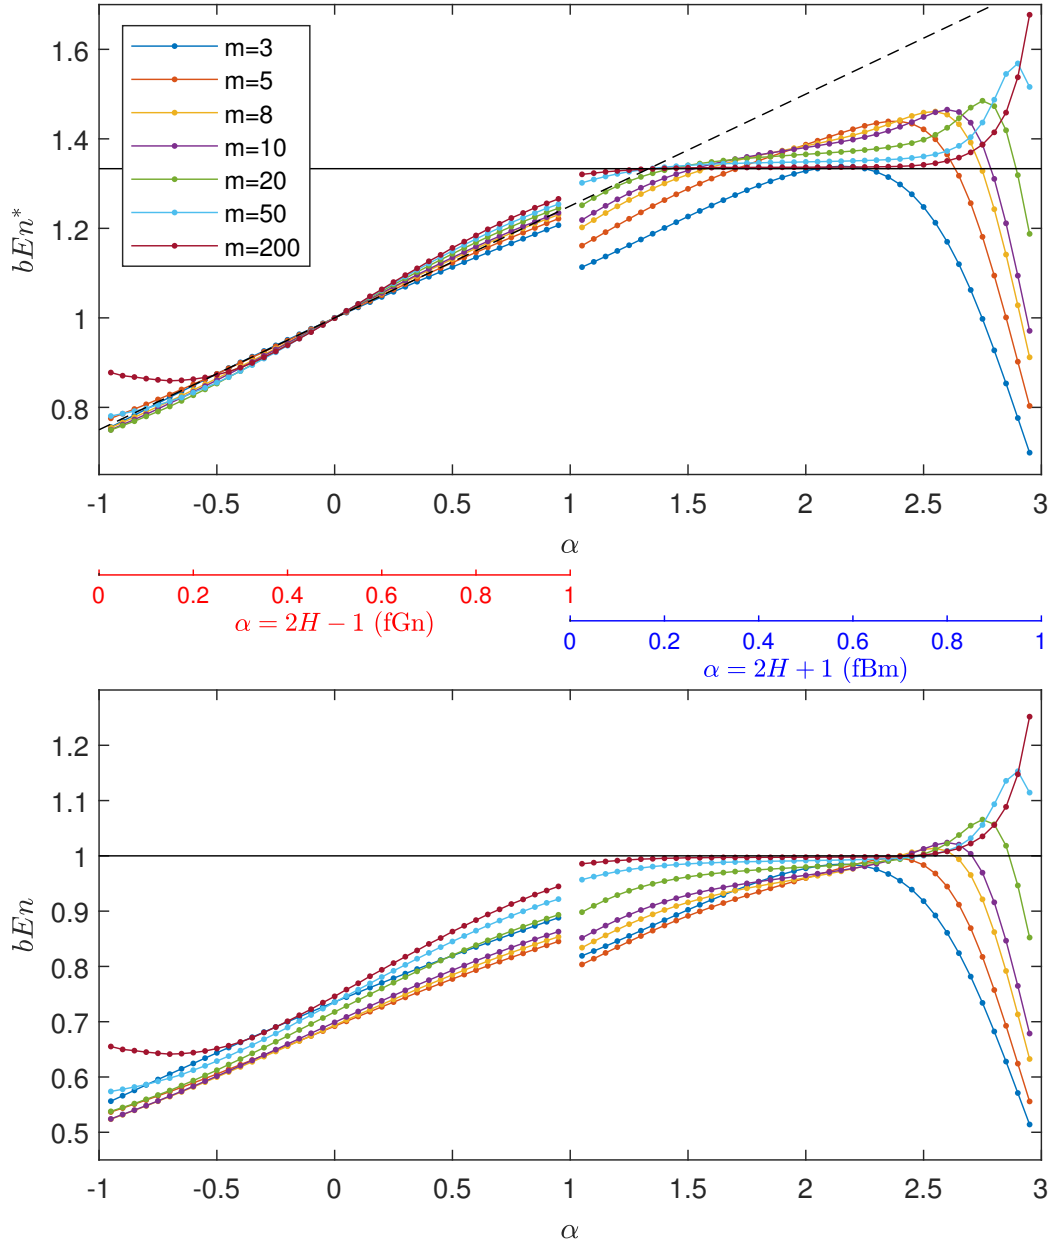 1.6
1.4
1.2
1
0.8
bEn*
m=3
m=5
m=8
m=10
m=20
m=50
m=200
-1 -0.5 0 0.5 1 1.5 2 2.5 3
α
0 0.2 0.4 0.6 0.8 1
α = 2H − 1 (fGn)
0 0.2 0.4 0.6 0.8 1
α = 2H + 1 (fBm)
1.2
1.1
1
0.9
0.8
0.7
0.6
0.5
bEn
-1 -0.5 0 0.5 1 1.5 2 2.5 3
α